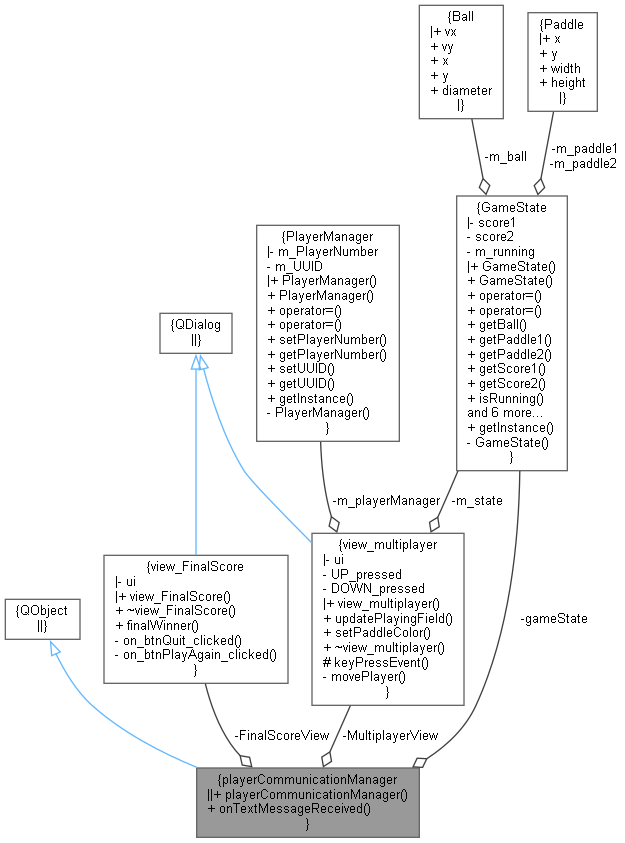 {Ball
|+ vx
+ vy
+ x
+ y
+ diameter
|}
{Paddle
|+ x
+ y
+ width
+ height
|}
-m_ball
-m_paddle1
-m_paddle2
{GameState
|- score1
- score2
- m_running
|+ GameState()
+ GameState()
+ operator=()
+ operator=()
+ getBall()
+ getPaddle1()
+ getPaddle2()
+ getScore1()
+ getScore2()
+ isRunning()
and 6 more...
+ getInstance()
- GameState()
}
{PlayerManager
|- m_PlayerNumber
- m_UUID
|+ PlayerManager()
+ PlayerManager()
+ operator=()
+ operator=()
+ setPlayerNumber()
+ getPlayerNumber()
+ setUUID()
+ getUUID()
+ getInstance()
- PlayerManager()
}
{QDialog
||}
-m_playerManager
-m_state
{view_FinalScore
|- ui
|+ view_FinalScore()
+ ~view_FinalScore()
+ finalWinner()
- on_btnQuit_clicked()
- on_btnPlayAgain_clicked()
}
{view_multiplayer
|- ui
- UP_pressed
- DOWN_pressed
|+ view_multiplayer()
+ updatePlayingField()
+ setPaddleColor()
+ ~view_multiplayer()
# keyPressEvent()
- movePlayer()
}
{QObject
||}
-gameState
-FinalScoreView
-MultiplayerView
{playerCommunicationManager
||+ playerCommunicationManager()
+ onTextMessageReceived()
}